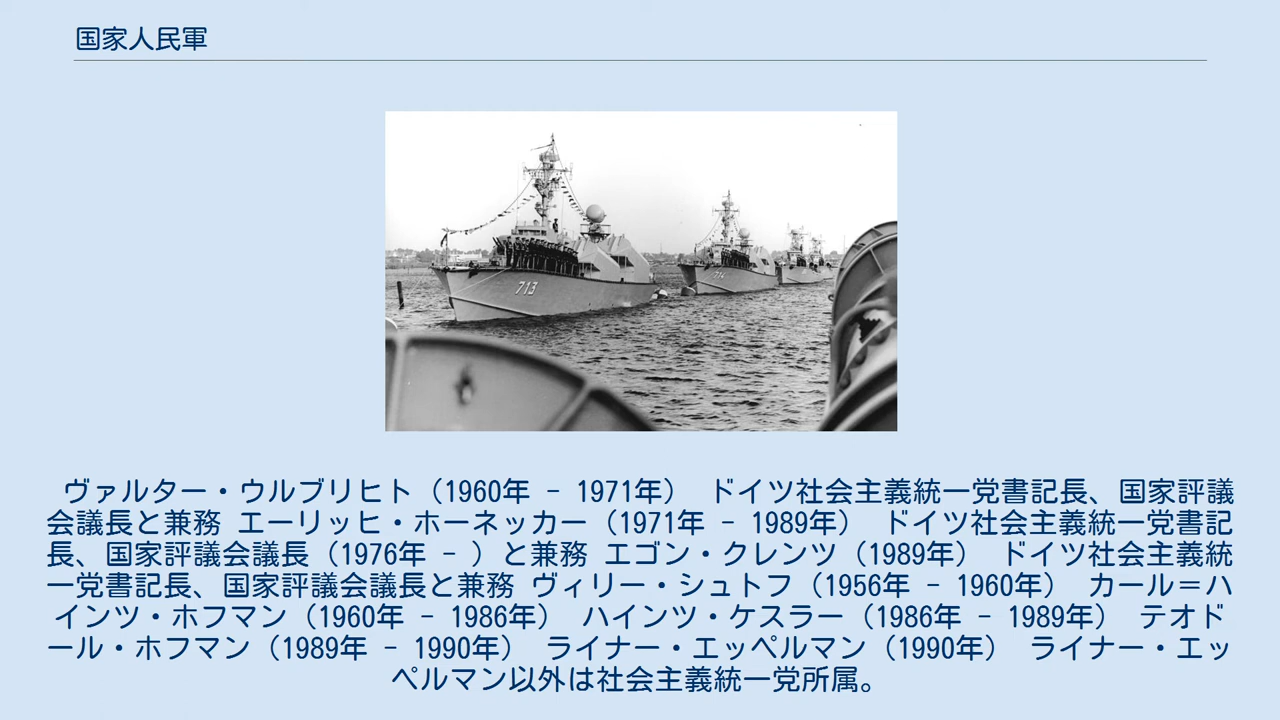 国家人民軍
713
714
ヴァルター・ウルブリヒト（1960年 - 1971年） ドイツ社会主義統一党書記長、国家評議
会議長と兼務 エーリッヒ・ホーネッカー（1971年 - 1989年） ドイツ社会主義統一党書記
長、国家評議会議長（1976年 - ）と兼務 エゴン・クレンツ（1989年） ドイツ社会主義統
一党書記長、国家評議会議長と兼務 ヴィリー・シュトフ（1956年 - 1960年） カール＝ハ
インツ・ホフマン（1960年 - 1986年） ハインツ・ケスラー（1986年 - 1989年） テオド
ール・ホフマン（1989年 - 1990年） ライナー・エッペルマン（1990年） ライナー・エッ
ペルマン以外は社会主義統一党所属。